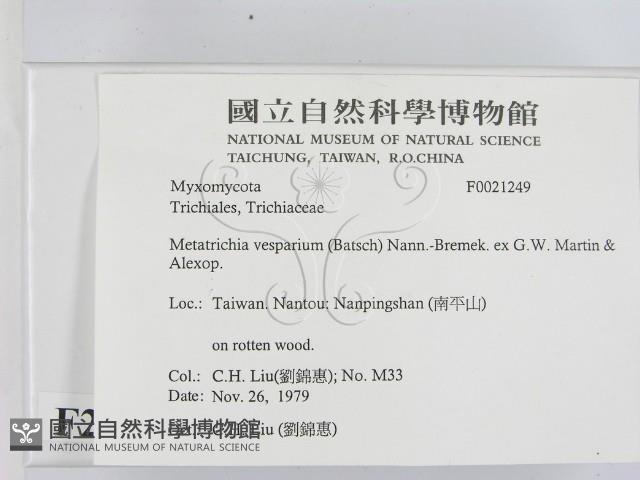 國立自然科學博物館
NATIONAL MUSEUM OF NATURAL SCIENCE
TAICHUNG, TAIWAN, R.O.CHINA
Myxomycota F0021249
Trichiales, Trichiaceae
Metatrichia vesparium (Batsch) Nann.-Bremek. ex G.W. Martin &
Alexop.
Loc.: Taiwan. Nantou: Nanpingshan (南平山)
on rotten wood.
Col.: C.H. Liu(劉錦惠); No. M33
Date: Nov. 26, 1979
Liu (劉錦惠)
F2
國立自然科學博物館
NATIONAL MUSEUM OF NATURAL SCIENCE